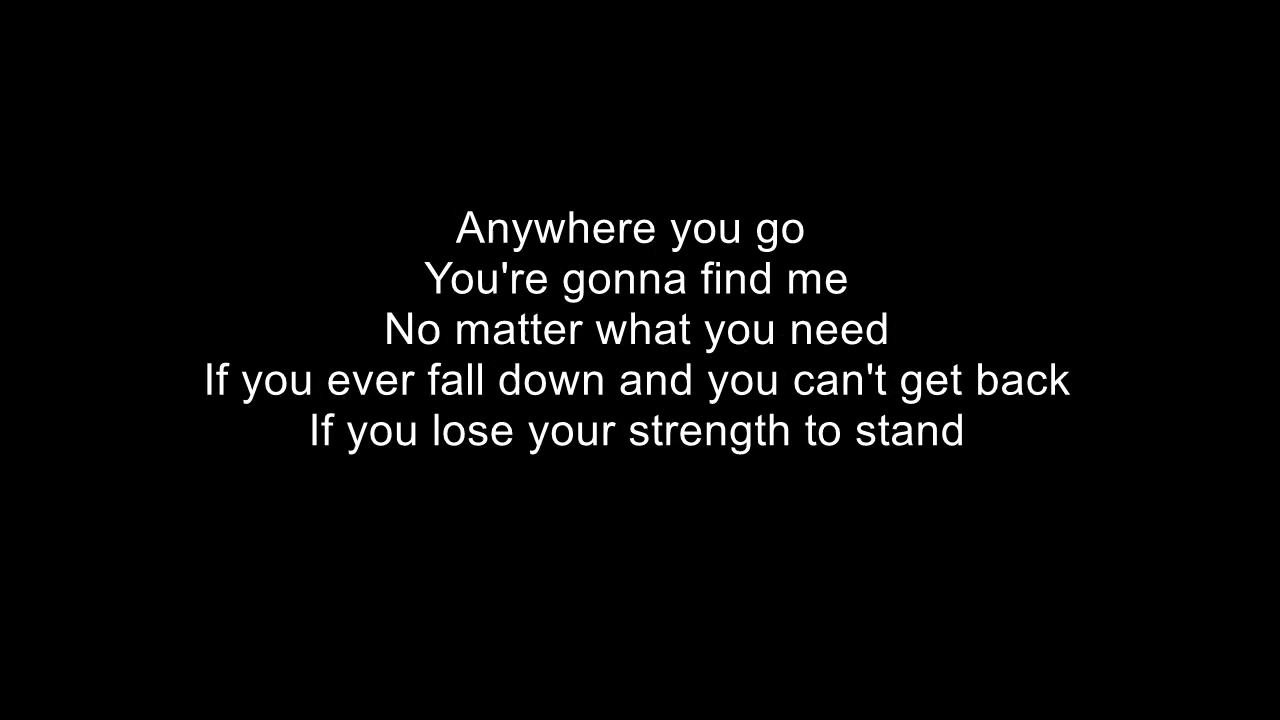 Anywhere you go
You're gonna find me
No matter what you need
If you ever fall down and you can't get back
If you lose your strength to stand